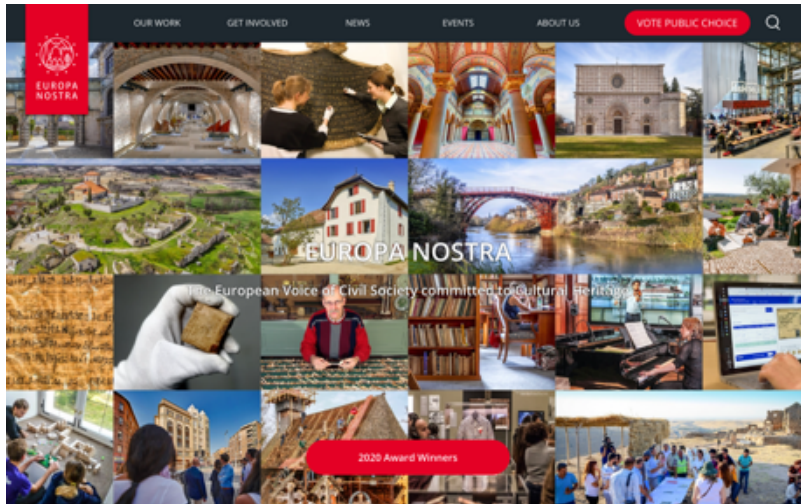 OUR WORK
GET INVOLVED
NEWS
EVENTS
ABOUT US
VOTE PUBLIC CHOICE
EUROPA
NOSTRA
EUROPA NOSTRA
The European Voice of Civil Society committed to Cultural Heritage
2020 Award Winners